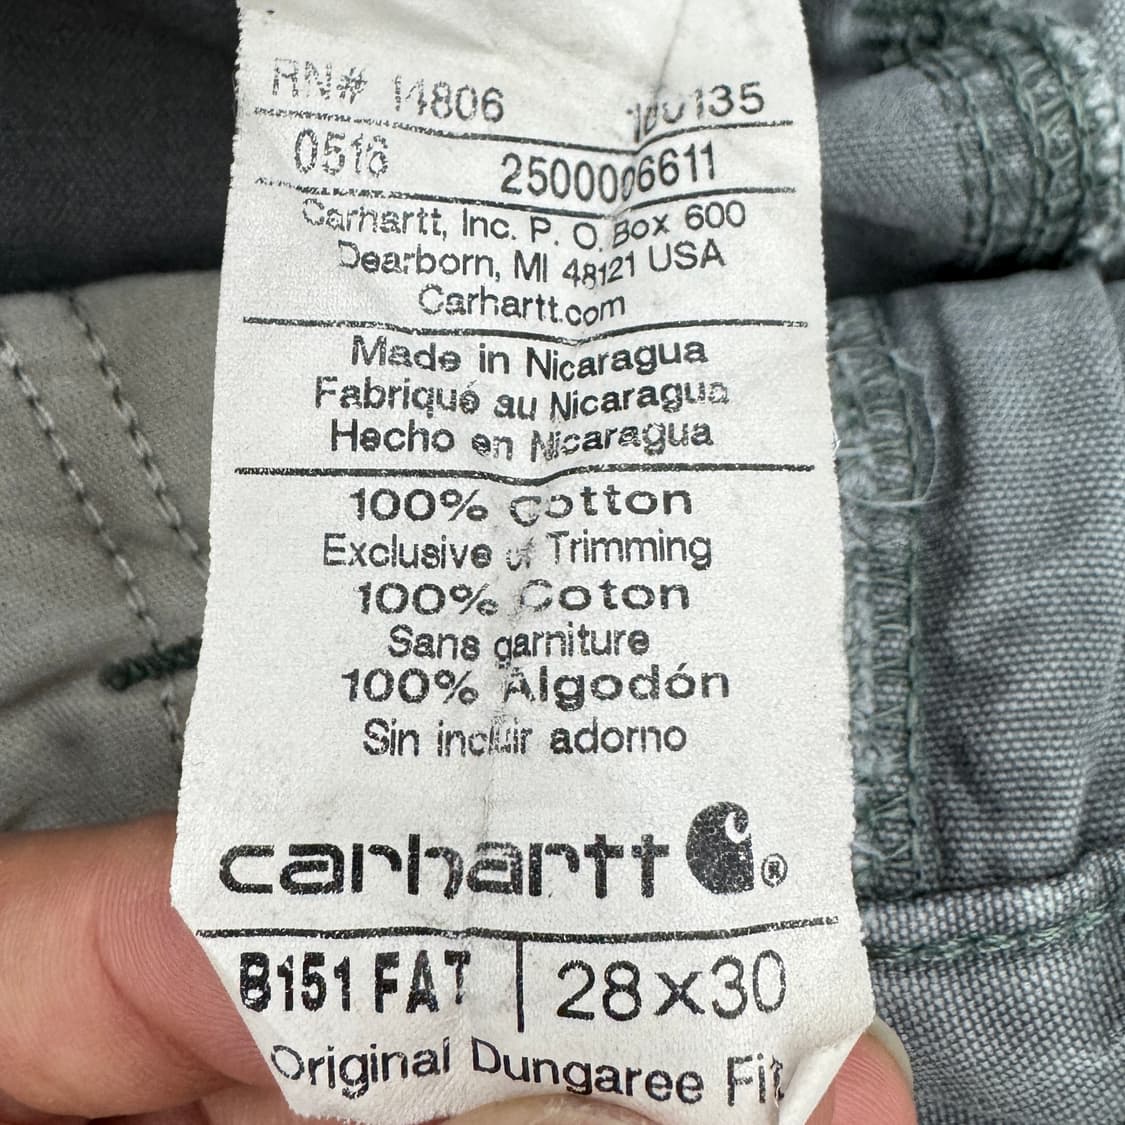 RN# 14806 100135
0516 2500006611
Carhartt, Inc. P. O. Box 600
Dearborn, MI 48121 USA
Carhartt.com
Made in Nicaragua
Fabriqué au Nicaragua
Hecho en Nicaragua
100% Cotton
Exclusive of Trimming
100% Coton
Sans garniture
100% Algodón
Sin incluir adorno
carhartt ®
B151 FAT | 28x30
Original Dungaree Fit